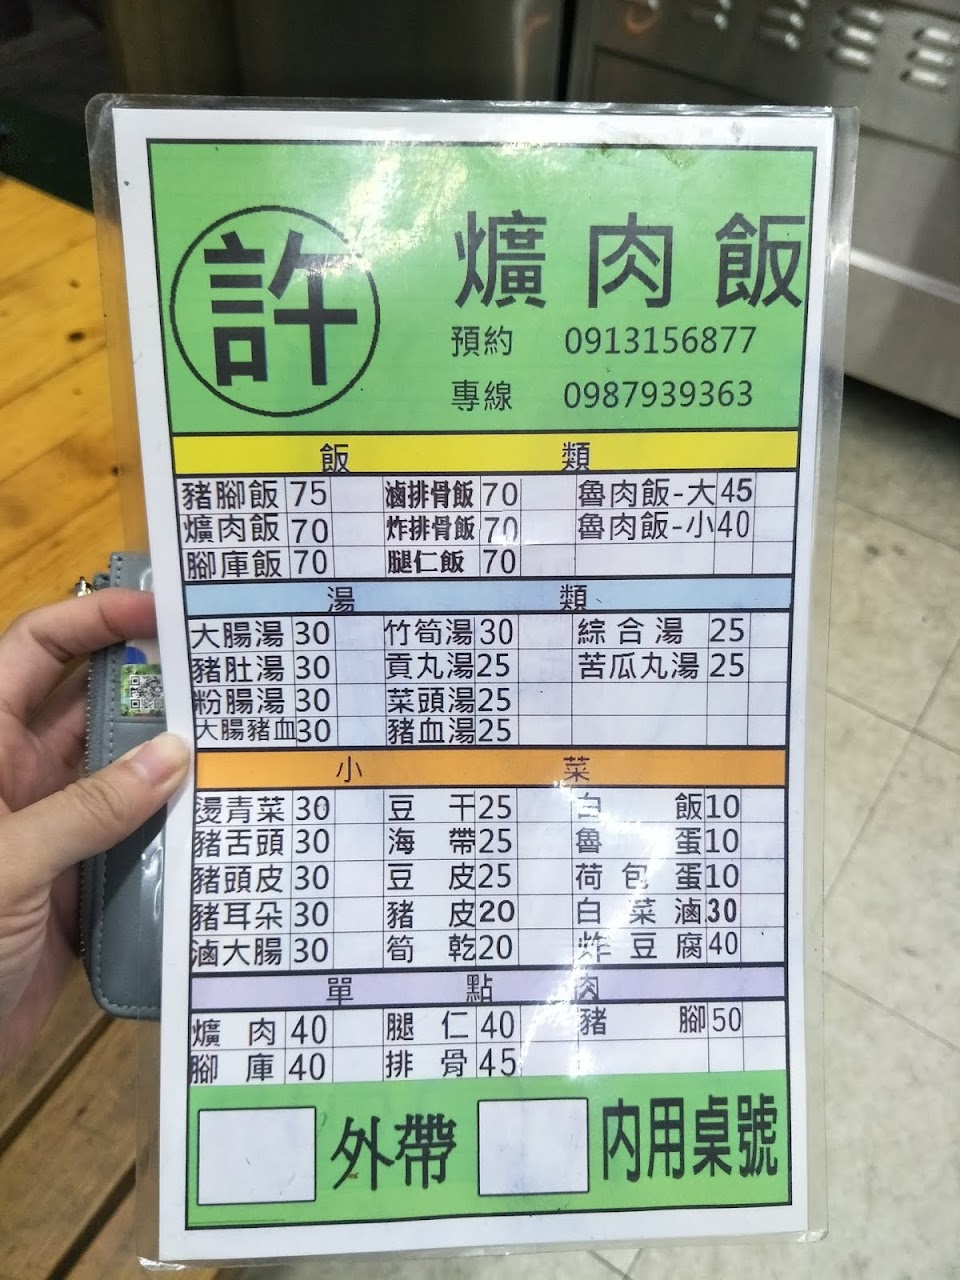 許
爌肉飯
預約 0913156877
專線 0987939363
飯 類
豬腳飯 75 滷排骨飯 70 魯肉飯-大 45
爌肉飯 70 炸排骨飯 70 魯肉飯-小 40
腳庫飯 70 腿仁飯 70
湯 類
大腸湯 30 竹筍湯 30 綜合湯 25
豬肚湯 30 貢丸湯 25 苦瓜丸湯 25
粉腸湯 30 菜頭湯 25
大腸豬血 30 豬血湯 25
小 菜
燙青菜 30 豆干 25 白飯 10
豬舌頭 30 海帶 25 魯蛋 10
豬頭皮 30 豆皮 25 荷包蛋 10
豬耳朵 30 豬皮 20 白菜滷 30
滷大腸 30 筍乾 20 炸豆腐 40
單 點 肉
爌肉 40 腿仁 40 豬腳 50
腳庫 40 排骨 45
外帶 內用桌號